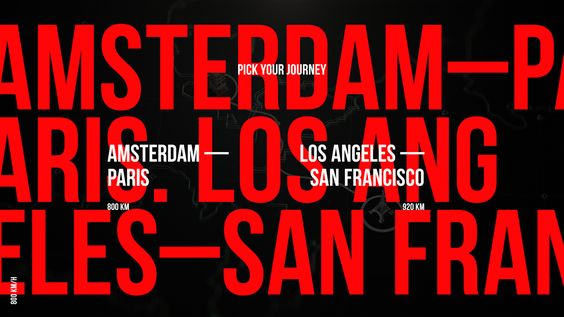 AMSTERDAM—PA
PICK YOUR JOURNEY
ARIS. LOS ANG
AMSTERDAM —
PARIS
800 KM
LOS ANGELES —
SAN FRANCISCO
920 KM
ELES—SAN FRAN
800 KM/H